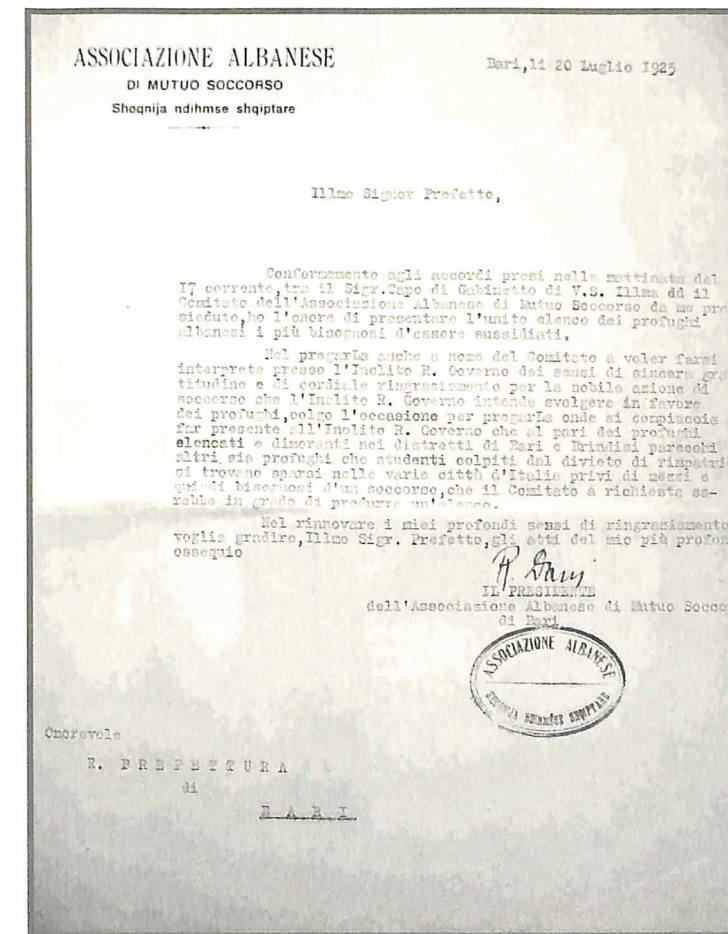 ASSOCIAZIONE ALBANESE
DI MUTUO SOCCORSO
Shoqnija ndihmse shqiptare
Bari,li 20 Luglio I925
Illmo Signor Prefetto,
Conformemento agli accordi presi nella mattinata del
I7 corrente,tra il Sigr.Capo di Gabinetto di V.S. Illma dd il
Comitato dell'Associazione Albanese di Mutuo Soccorso da me pre
sieduto,ho l'onore di presentare l'unito elenco dei profughi
albanesi i più bisognosi d'essere sussidiati.
Nel pregarLa anche a nome del Comitato a voler farsi
interprete presso l'Inclito R. Governo dei sensi di sincera gra
titudine e di cordiale ringraziamento per la nobile azione di
soccorso che l'Inclito R. Governo intende svolgere in favore
dei profughi,colgo l'occasione per pregarLa onde si compiaccia
far presente all'Inclito R. Governo che al pari dei profughi
elencati e dimoranti nei distretti di Bari e Brindisi parecchi
altri, sia profughi che studenti colpiti dal divieto di rimpatri
si trovano sparsi nelle varie città d'Italia privi di mezzi e
quindi bisognosi d'un soccorso,che il Comitato a richiesta sa-
rebbe in grado di produrre un'elenco.
Nel rinnovare i miei profondi sensi di ringraziamento
voglia gradire,Illmo Sigr. Prefetto,gli atti del mio più profon
ossequio
IL PRESIDENTE
dell'Associazione Albanese di Mutuo Socco
di Bari
ASSOCIAZIONE ALBANESE
SHOQNIJA NDIHMËSE SHQIPTARE
Onorevole
R. PREFETTURA
di
BARI